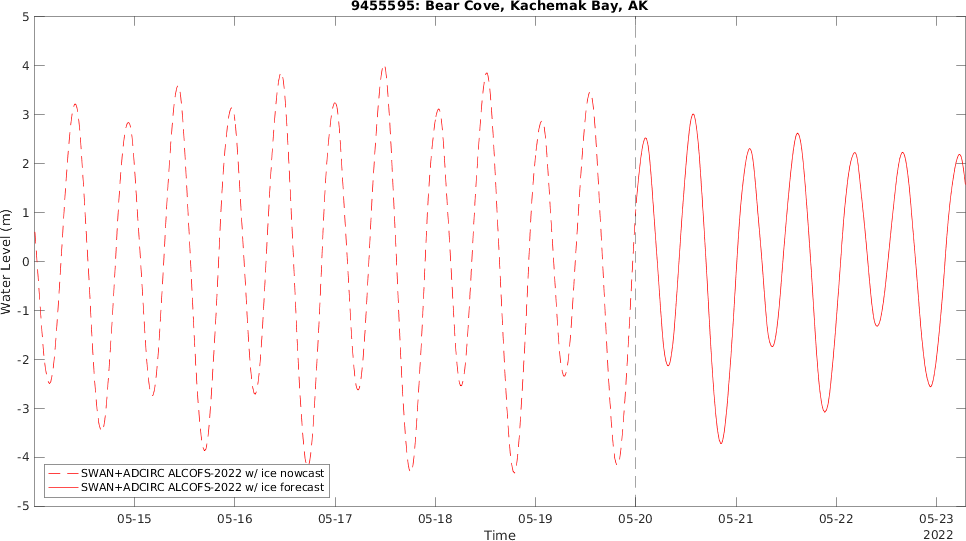 9455595: Bear Cove, Kachemak Bay, AK
5
4
3
2
1
0
-1
-2
-3
-4
-5
Water Level (m)
SWAN+ADCIRC ALCOFS-2022 w/ ice nowcast
SWAN+ADCIRC ALCOFS-2022 w/ ice forecast
05-15 05-16 05-17 05-18 05-19 05-20 05-21 05-22 05-23
2022
Time